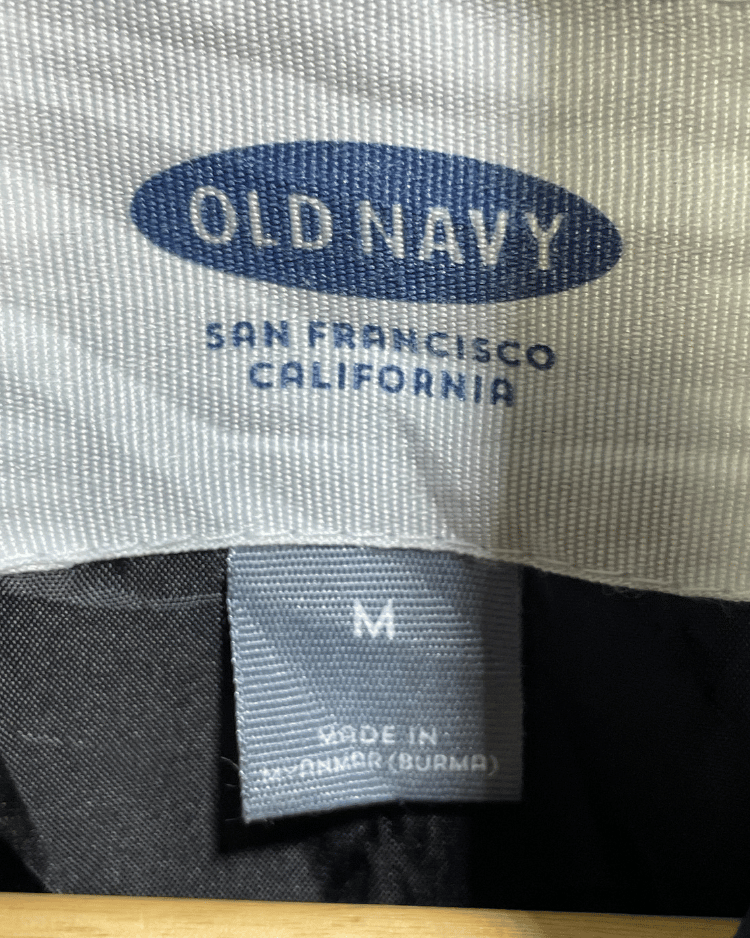 OLD NAVY
SAN FRANCISCO
CALIFORNIA
M
MADE IN
MYANMAR (BURMA)